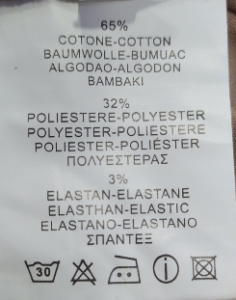 65%
COTONE-COTTON
BAUMWOLLE-BUMUAC
ALGODAO-ALGODON
BAMBAKI
32%
POLIESTERE-POLYESTER
POLYESTER-POLIESTERE
POLIESTER-POLIÉSTER
ΠΟΛΥΕΣΤΕΡΑΣ
3%
ELASTAN-ELASTANE
ELASTHAN-ELASTIC
ELASTANO-ELASTANO
ΣΠΑΝΤΕΞ
30